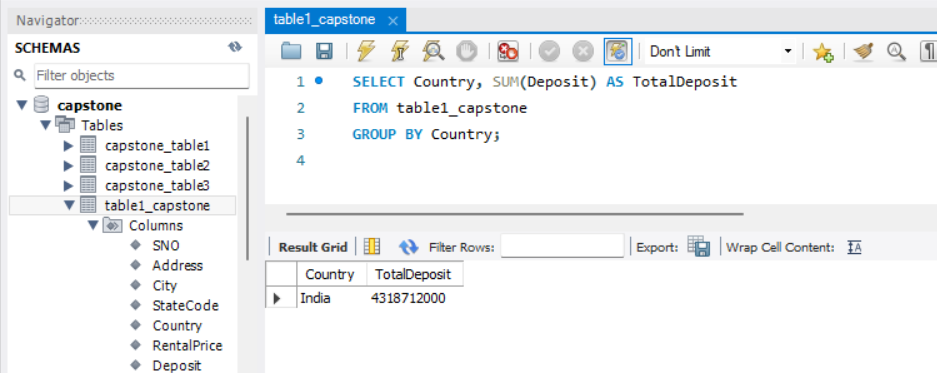 Navigator
SCHEMAS
Filter objects
capstone
Tables
capstone_table1
capstone_table2
capstone_table3
table1_capstone
Columns
SNO
Address
City
StateCode
Country
RentalPrice
Deposit
table1_capstone ×
Don't Limit
1 SELECT Country, SUM(Deposit) AS TotalDeposit
2 FROM table1_capstone
3 GROUP BY Country;
4
Result Grid Filter Rows: Export: Wrap Cell Content:
Country TotalDeposit
India 4318712000